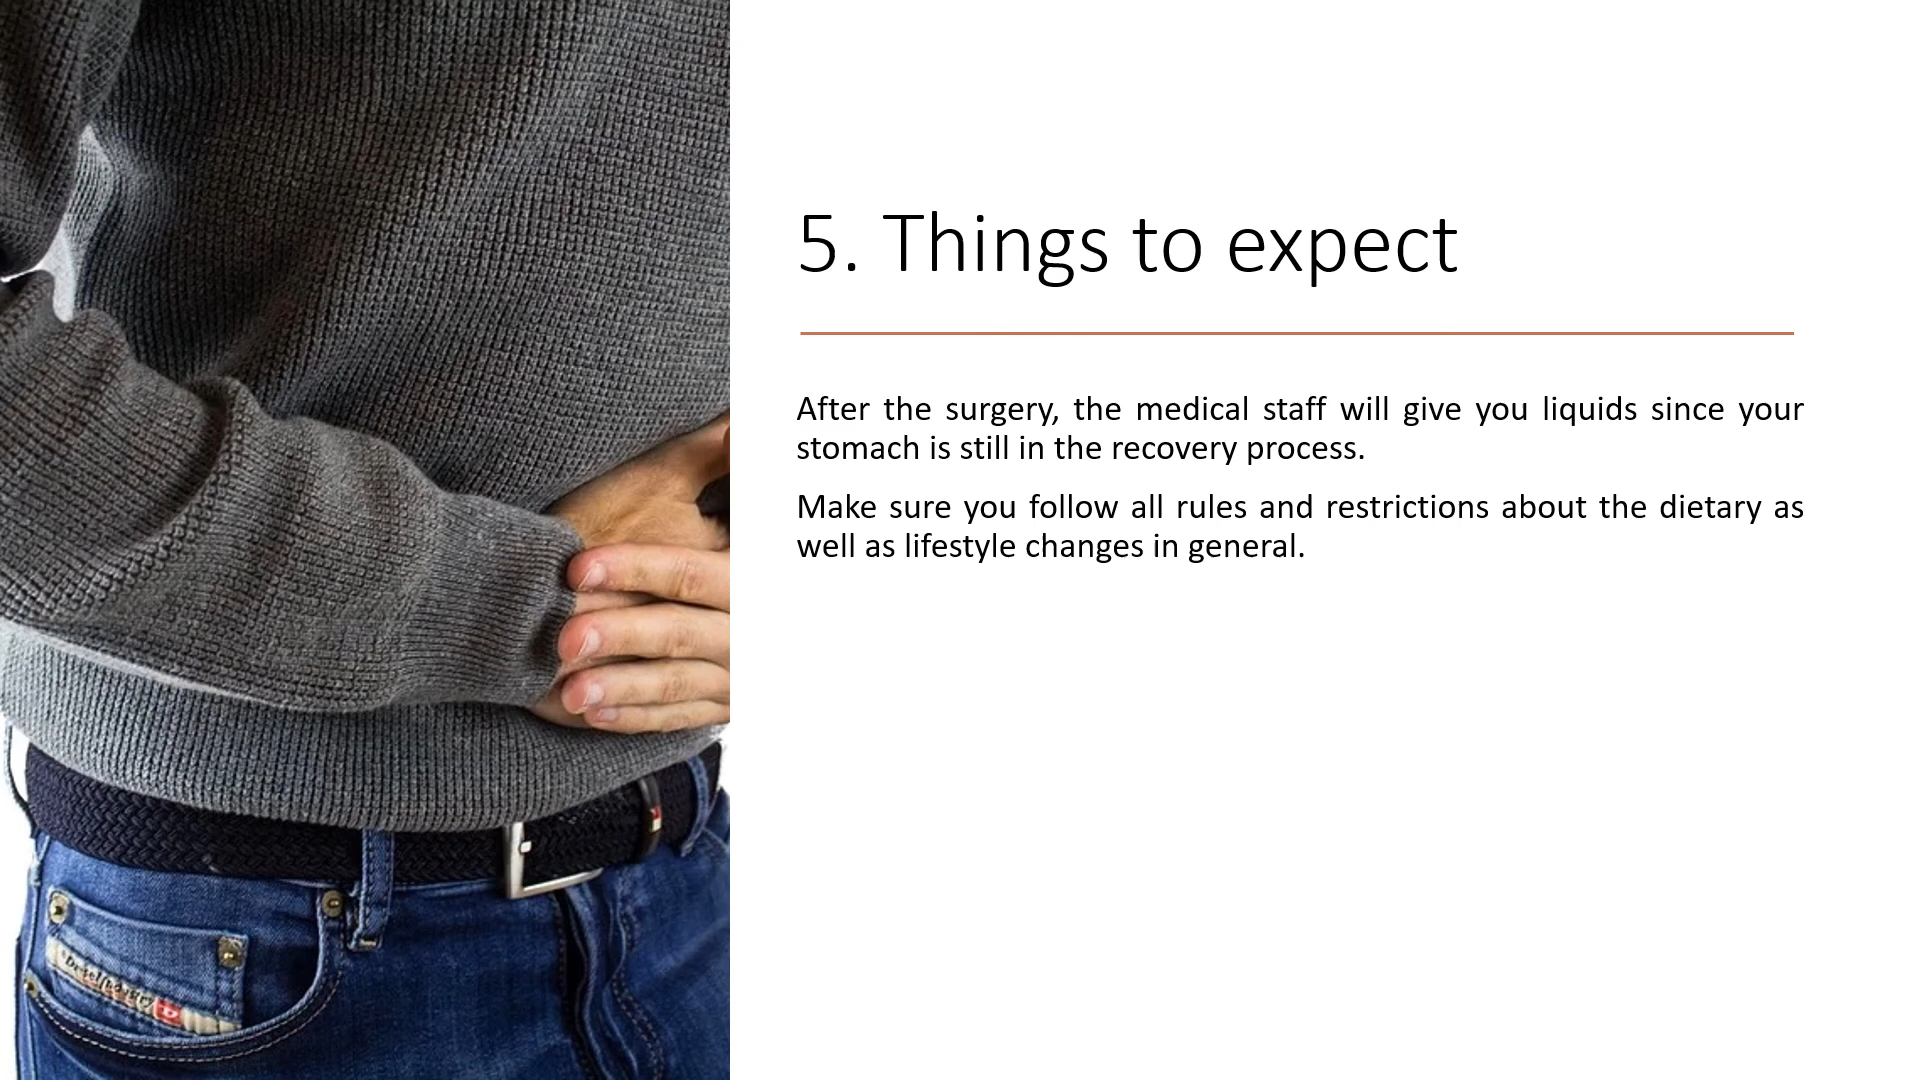 5. Things to expect
After the surgery, the medical staff will give you liquids since your
stomach is still in the recovery process.
Make sure you follow all rules and restrictions about the dietary as
well as lifestyle changes in general.